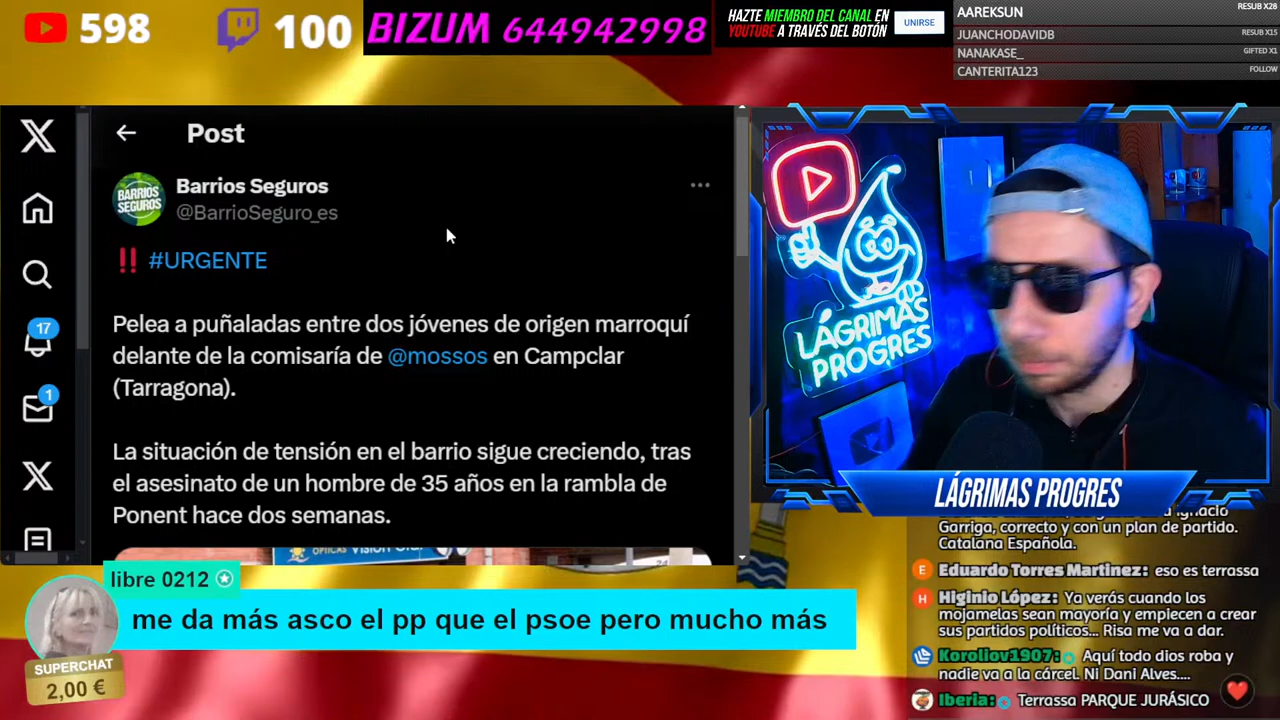 598
100
BIZUM 644942998
HAZTE MIEMBRO DEL CANAL EN
YOUTUBE A TRAVÉS DEL BOTÓN
UNIRSE
AAREKSUN RESUB X28
JUANCHODAVIDB RESUB X15
NANAKASE_ GIFTED X1
CANTERITA123 FOLLOW
Post
BARRIOS
SEGUROS
Barrios Seguros
@BarrioSeguro_es
‼ #URGENTE
Pelea a puñaladas entre dos jóvenes de origen marroquí
delante de la comisaría de @mossos en Campclar
(Tarragona).
La situación de tensión en el barrio sigue creciendo, tras
el asesinato de un hombre de 35 años en la rambla de
Ponent hace dos semanas.
17
1
LÁGRIMAS
PROGRES
LÁGRIMAS PROGRES
Garriga, correcto y con un plan de partido.
Catalana Española.
Eduardo Torres Martinez: eso es terrassa
Higinio López: Ya verás cuando los
mojamelas sean mayoría y empiecen a crear
sus partidos políticos... Risa me va a dar.
Koroliov1907: Aquí todo dios roba y
nadie va a la cárcel. Ni Dani Alves....
Iberia: Terrassa PARQUE JURÁSICO
libre 0212
me da más asco el pp que el psoe pero mucho más
SUPERCHAT
2,00 €